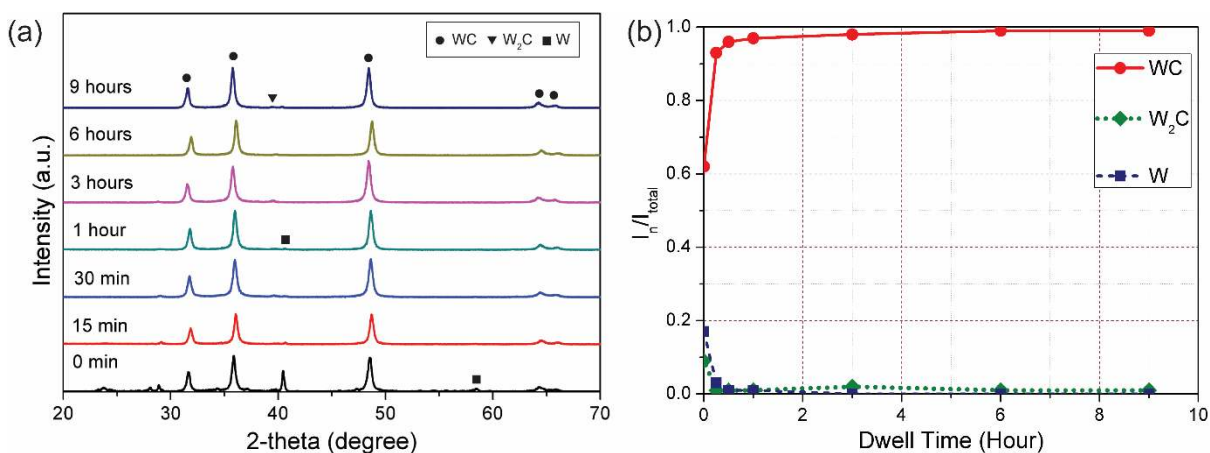 (a)
● WC ▼ W₂C ■ W
9 hours
6 hours
3 hours
1 hour
30 min
15 min
0 min
Intensity (a.u.)
20 30 40 50 60 70
2-theta (degree)
(b)
1.0
0.8
0.6
0.4
0.2
0.0
Iₙ/Iₜₒₜₐₗ
WC
W₂C
W
0 2 4 6 8 10
Dwell Time (Hour)